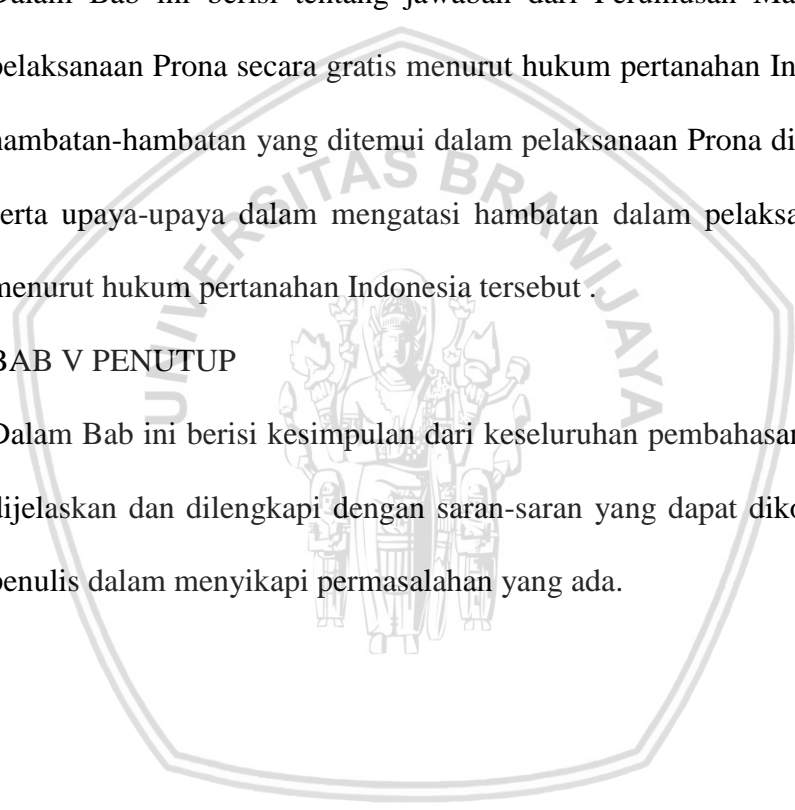 Dalam Bab ini berisi tentang jawaban dari Perumusan Ma
pelaksanaan Prona secara gratis menurut hukum pertanahan In
hambatan-hambatan yang ditemui dalam pelaksanaan Prona di
serta upaya-upaya dalam mengatasi hambatan dalam pelaksa
menurut hukum pertanahan Indonesia tersebut .
BAB V PENUTUP
Dalam Bab ini berisi kesimpulan dari keseluruhan pembahasan
dijelaskan dan dilengkapi dengan saran-saran yang dapat diko
penulis dalam menyikapi permasalahan yang ada.
UNIVERSITAS BRAWIJAYA